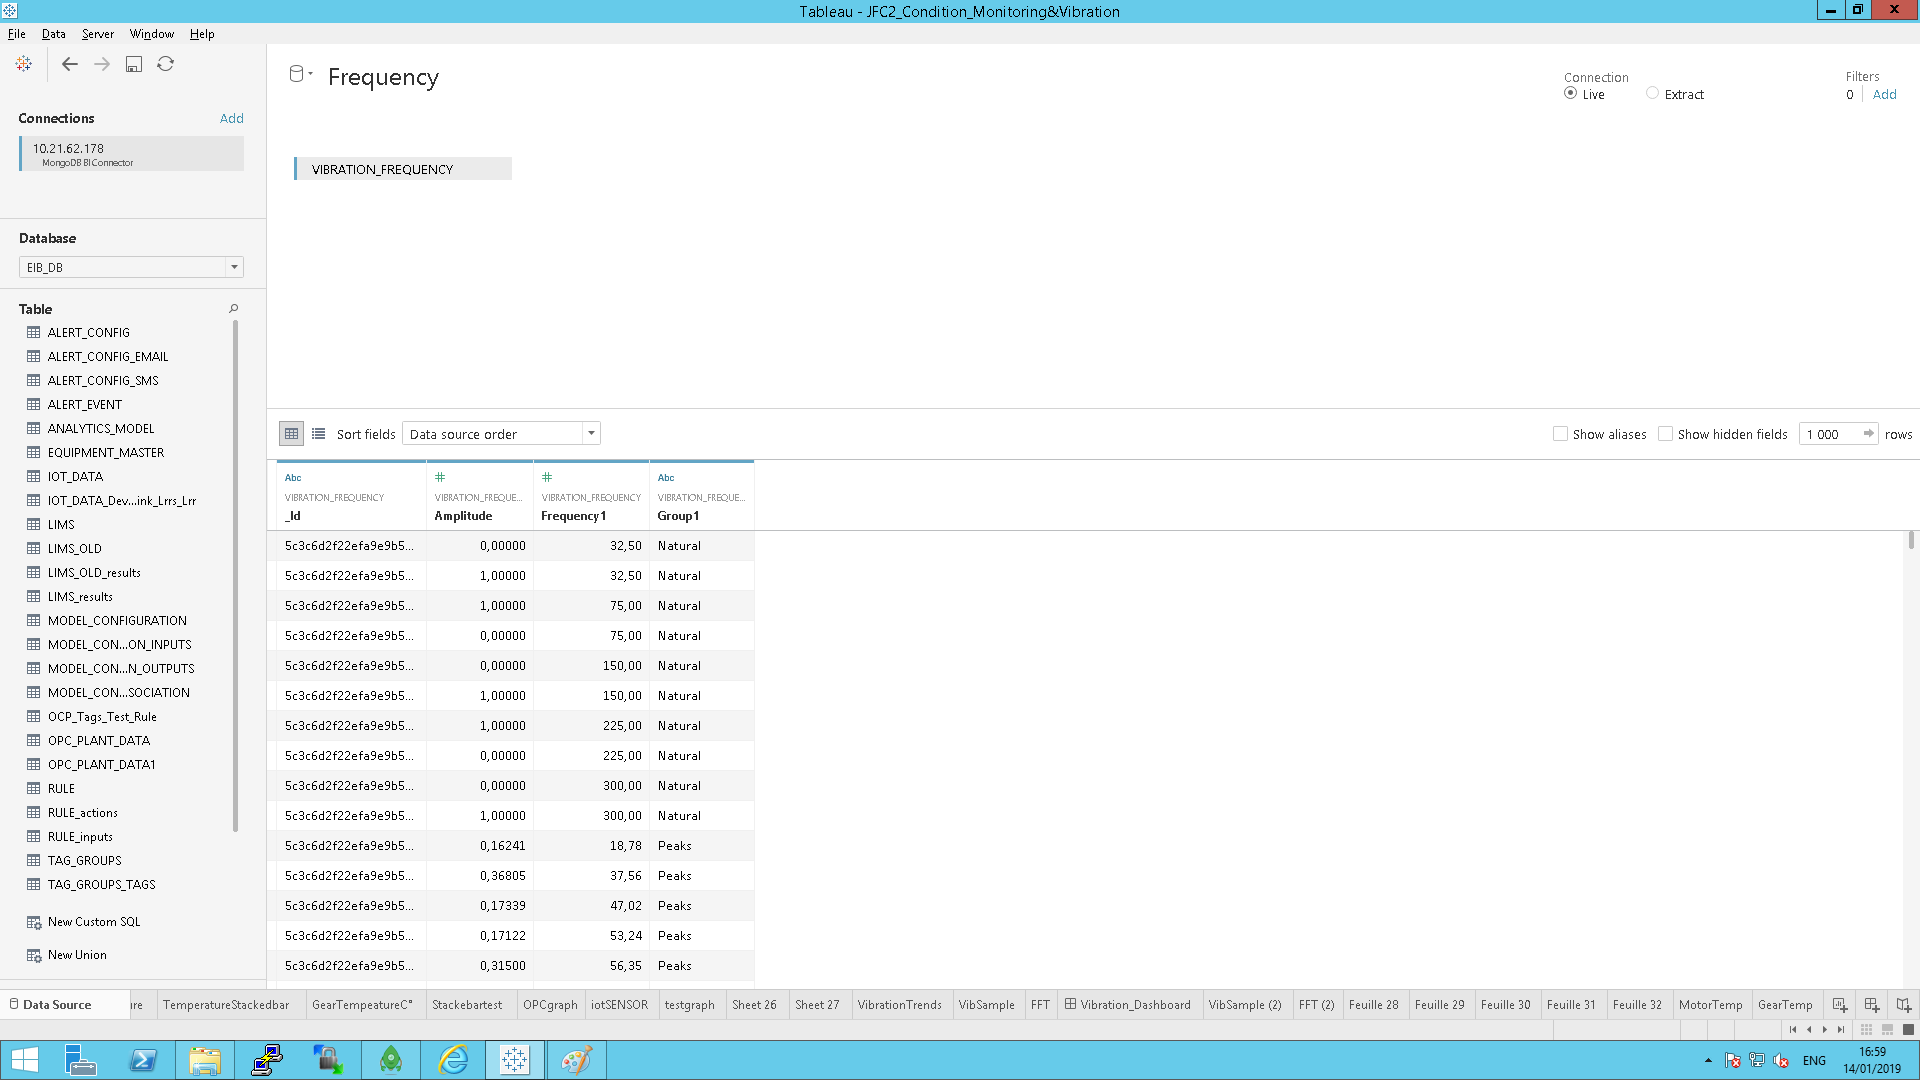 Tableau - JFC2_Condition_Monitoring&Vibration
File Data Server Window Help
Connections Add
10.21.62.178
MongoDB BI Connector
Database
EIB_DB
Table
ALERT_CONFIG
ALERT_CONFIG_EMAIL
ALERT_CONFIG_SMS
ALERT_EVENT
ANALYTICS_MODEL
EQUIPMENT_MASTER
IOT_DATA
IOT_DATA_Dev...ink_Lrrs_Lrr
LIMS
LIMS_OLD
LIMS_OLD_results
LIMS_results
MODEL_CONFIGURATION
MODEL_CON...ON_INPUTS
MODEL_CON...N_OUTPUTS
MODEL_CON...SOCIATION
OCP_Tags_Test_Rule
OPC_PLANT_DATA
OPC_PLANT_DATA1
RULE
RULE_actions
RULE_inputs
TAG_GROUPS
TAG_GROUPS_TAGS
New Custom SQL
New Union
Frequency
Connection
Live Extract
Filters
0 Add
VIBRATION_FREQUENCY
Sort fields Data source order
Show aliases Show hidden fields 1 000 rows
Abc # # Abc
VIBRATION_FREQUENCY VIBRATION_FREQUE... VIBRATION_FREQUENCY VIBRATION_FREQUE...
_Id Amplitude Frequency1 Group1
5c3c6d2f22efa9e9b5... 0,00000 32,50 Natural
5c3c6d2f22efa9e9b5... 1,00000 32,50 Natural
5c3c6d2f22efa9e9b5... 1,00000 75,00 Natural
5c3c6d2f22efa9e9b5... 0,00000 75,00 Natural
5c3c6d2f22efa9e9b5... 0,00000 150,00 Natural
5c3c6d2f22efa9e9b5... 1,00000 150,00 Natural
5c3c6d2f22efa9e9b5... 1,00000 225,00 Natural
5c3c6d2f22efa9e9b5... 0,00000 225,00 Natural
5c3c6d2f22efa9e9b5... 0,00000 300,00 Natural
5c3c6d2f22efa9e9b5... 1,00000 300,00 Natural
5c3c6d2f22efa9e9b5... 0,16241 18,78 Peaks
5c3c6d2f22efa9e9b5... 0,36805 37,56 Peaks
5c3c6d2f22efa9e9b5... 0,17339 47,02 Peaks
5c3c6d2f22efa9e9b5... 0,17122 53,24 Peaks
5c3c6d2f22efa9e9b5... 0,31500 56,35 Peaks
Data Source re TemperatureStackedbar GearTempeatureC° Stackebartest OPCgraph iotSENSOR testgraph Sheet 26 Sheet 27 VibrationTrends VibSample FFT Vibration_Dashboard VibSample (2) FFT (2) Feuille 28 Feuille 29 Feuille 30 Feuille 31 Feuille 32 MotorTemp GearTemp
ENG
16:59
14/01/2019